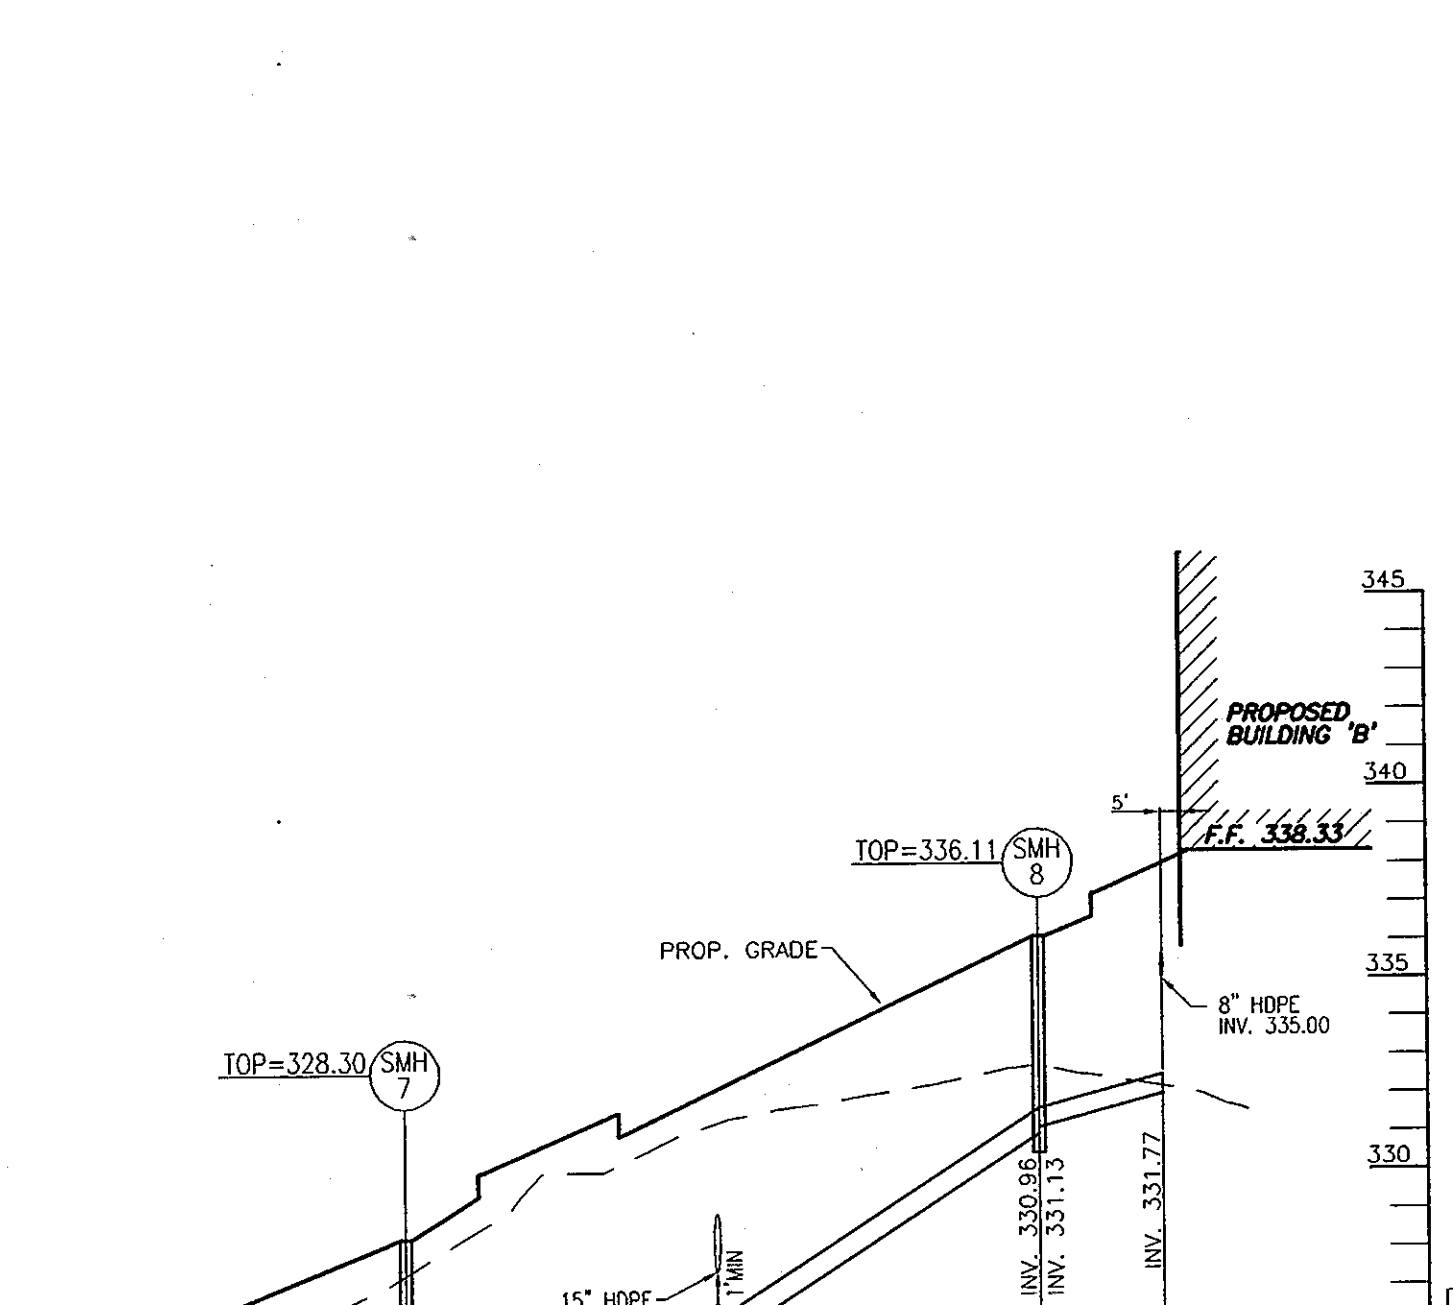 345
PROPOSED
BUILDING 'B'
340
5'
F.F. 338.33
TOP=336.11
SMH
8
PROP. GRADE
335
8" HDPE
INV. 335.00
TOP=328.30
SMH
7
330
INV. 330.96
INV. 331.13
INV. 331.77
1'MIN
15" HDPE